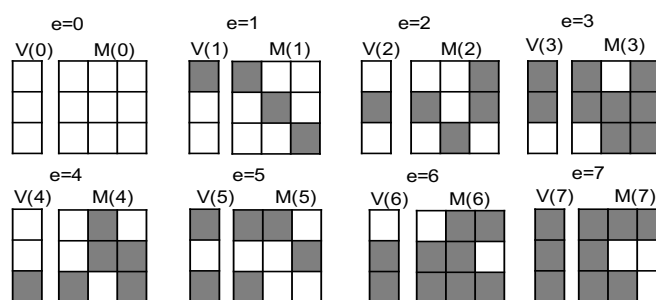 e=0 e=1 e=2 e=3
V(0) M(0) V(1) M(1) V(2) M(2) V(3) M(3)
e=4 e=5 e=6 e=7
V(4) M(4) V(5) M(5) V(6) M(6) V(7) M(7)